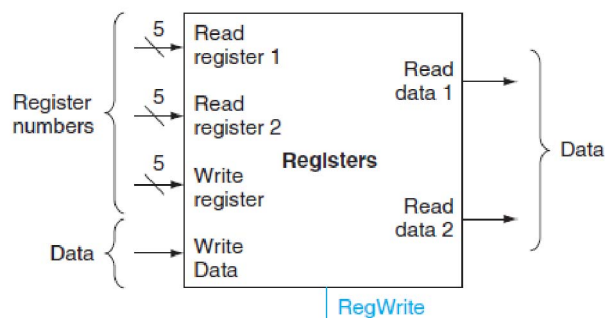 5
Read
register 1
5
Read
register 2
5
Write
register
Write
Data
Register
numbers
Data
Registers
Read
data 1
Read
data 2
Data
RegWrite